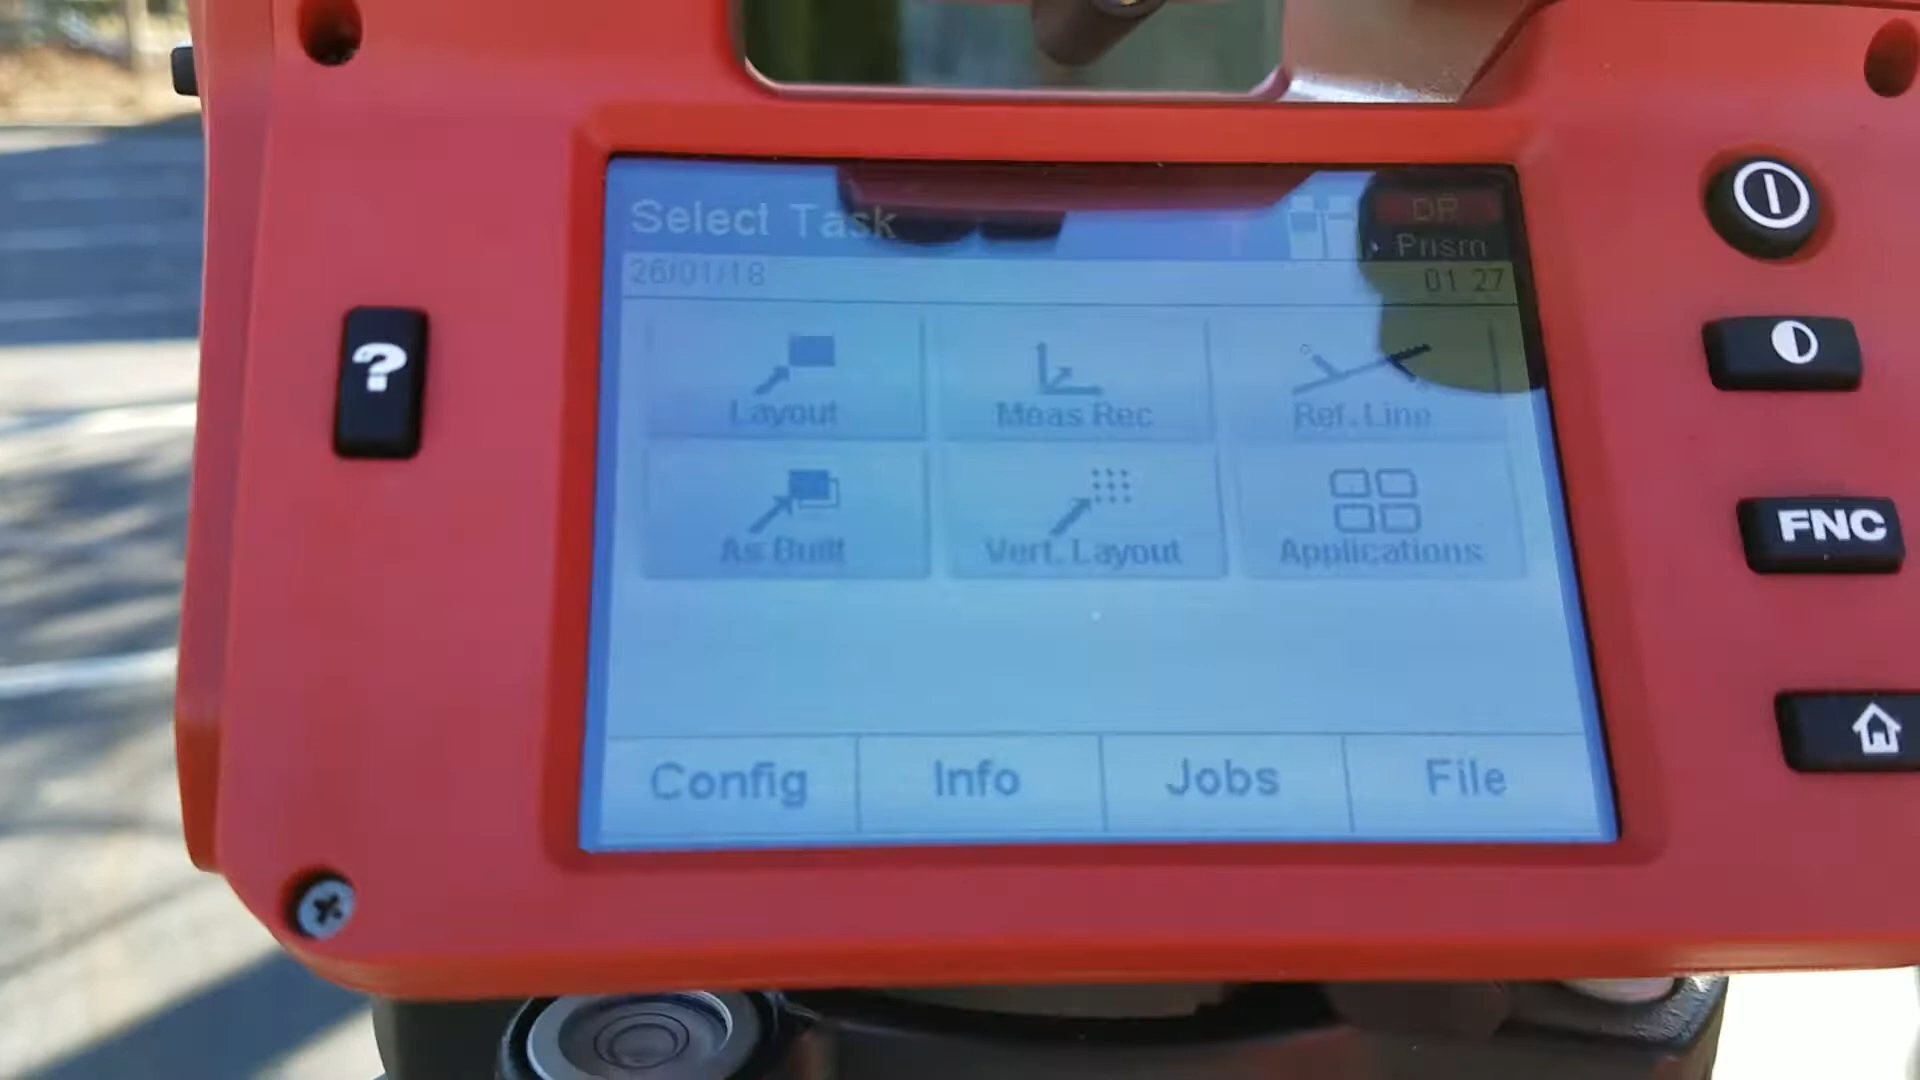 Select Task
DR
Prism
26/01/18 01 27
Layout Meas Rec Ref. Line
As Built Vert. Layout Applications
Config Info Jobs File
?
FNC